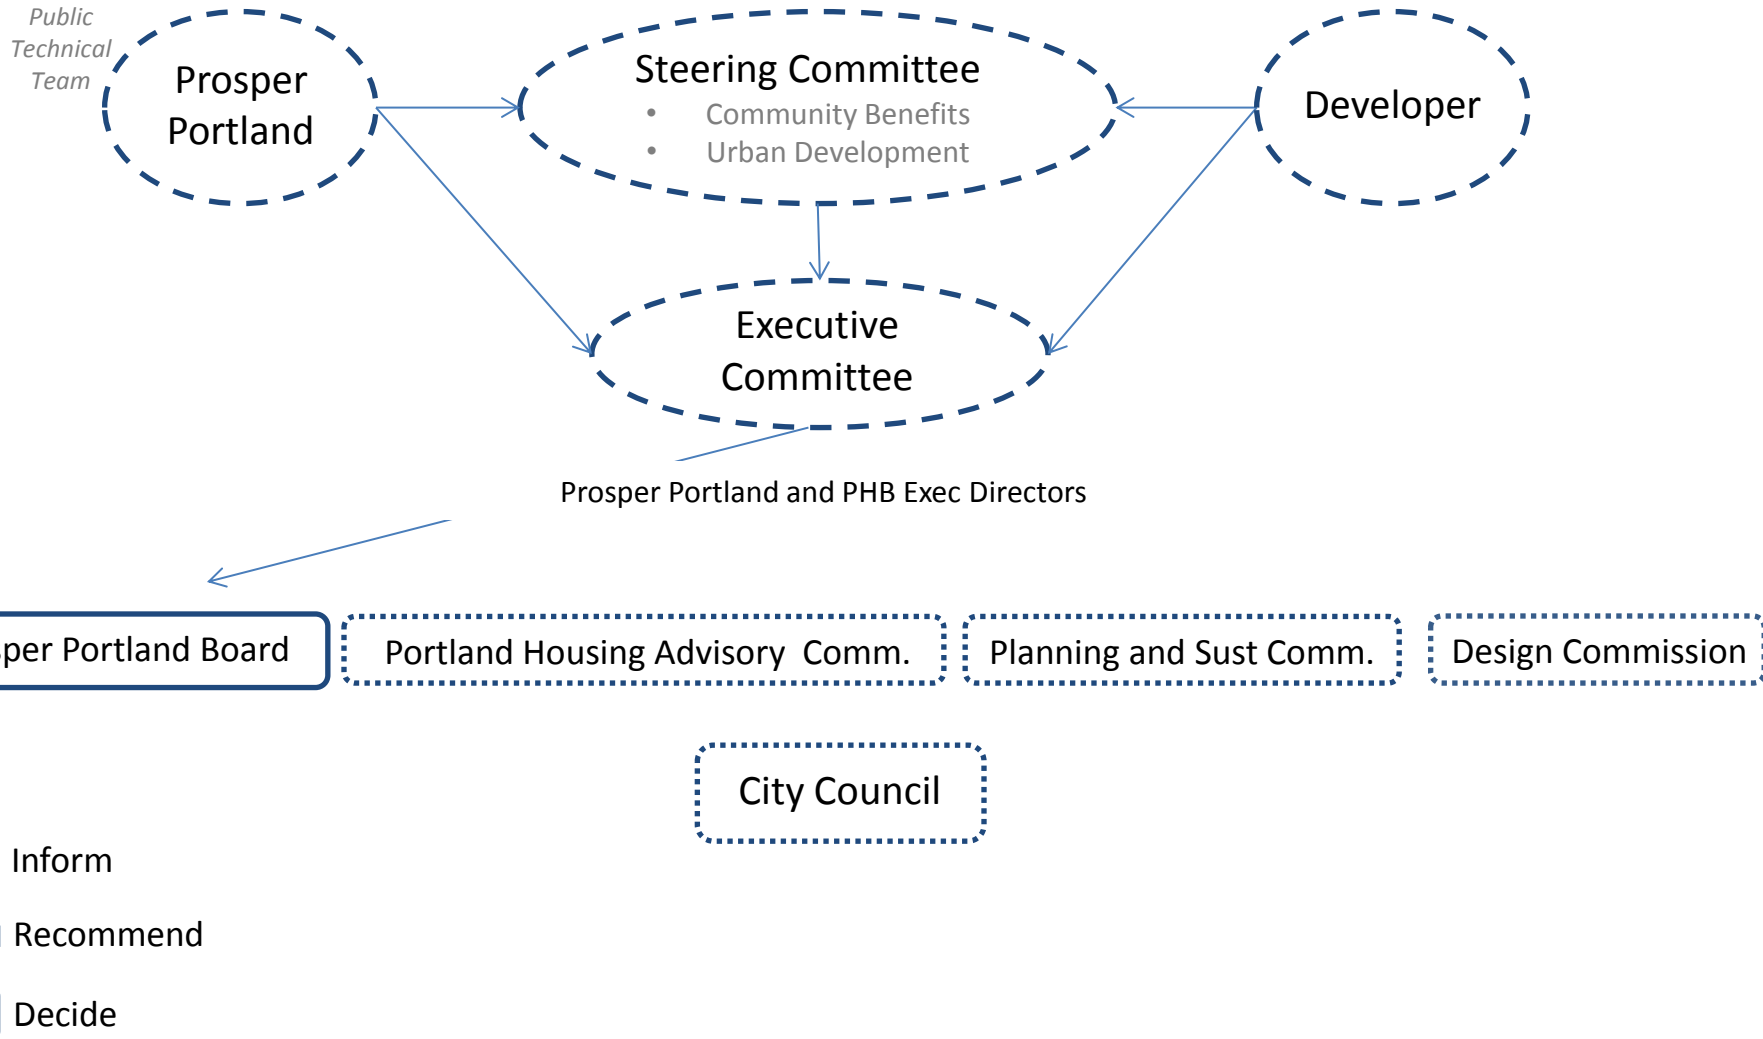 Public
Technical
Team
Prosper
Portland
Steering Committee
• Community Benefits
• Urban Development
Developer
Executive
Committee
Prosper Portland and PHB Exec Directors
per Portland Board
Portland Housing Advisory Comm.
Planning and Sust Comm.
Design Commission
City Council
Inform
Recommend
Decide